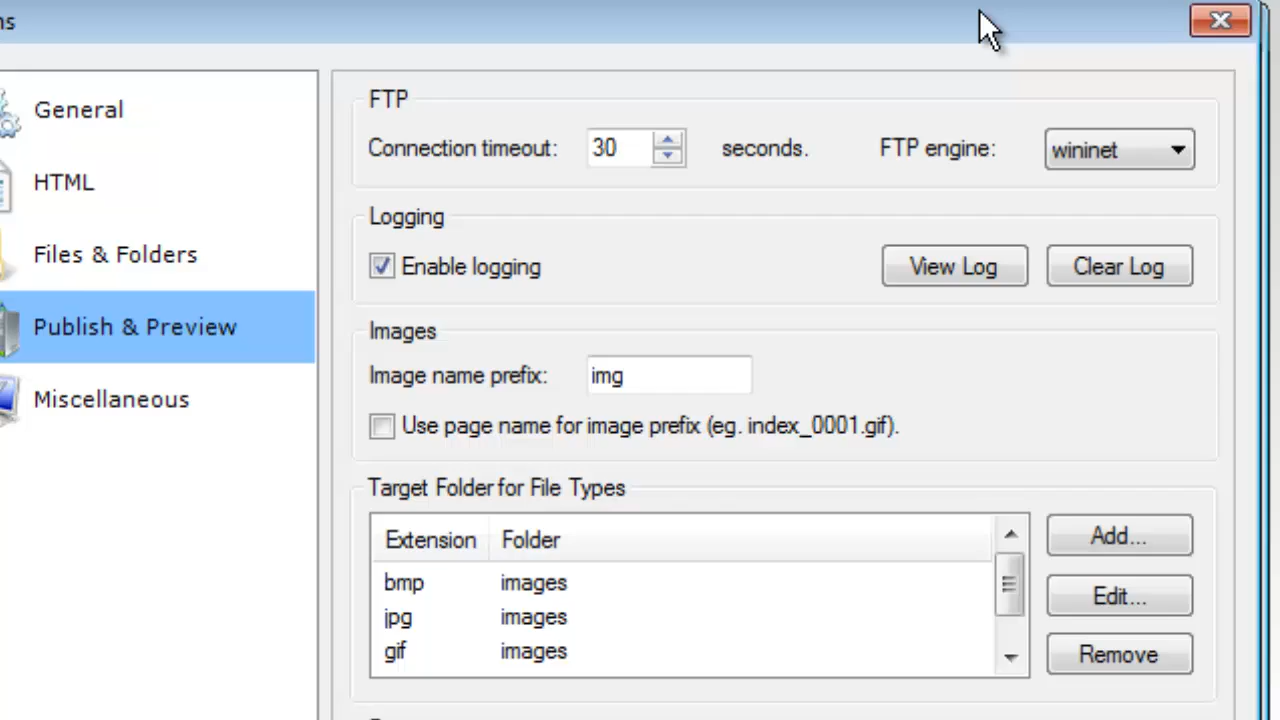 ns
General
HTML
Files & Folders
Publish & Preview
Miscellaneous
FTP
Connection timeout: 30 seconds. FTP engine: wininet
Logging
Enable logging View Log Clear Log
Images
Image name prefix: img
Use page name for image prefix (eg. index_0001.gif).
Target Folder for File Types
Extension Folder Add...
bmp images Edit...
jpg images
gif images Remove